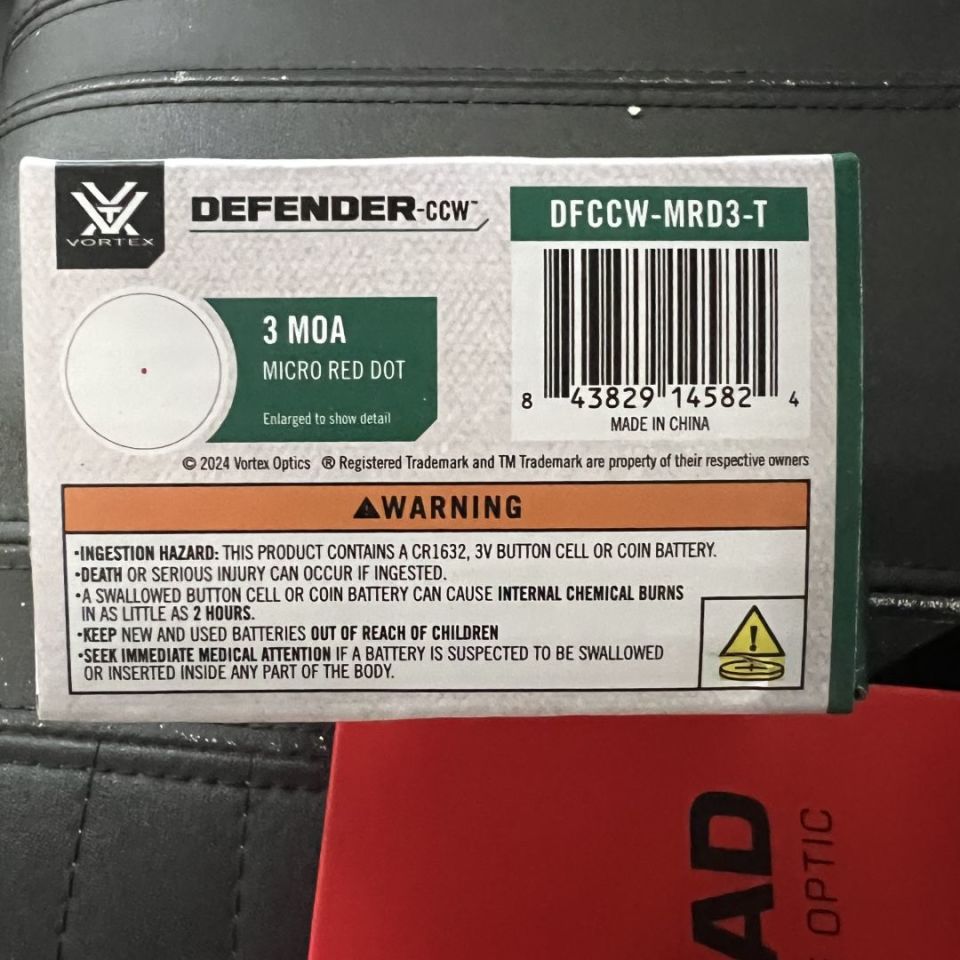 VORTEX
DEFENDER-CCW™
DFCCW-MRD3-T
3 MOA
MICRO RED DOT
Enlarged to show detail
8 43829 14582 4
MADE IN CHINA
© 2024 Vortex Optics ® Registered Trademark and TM Trademark are property of their respective owners
WARNING
•INGESTION HAZARD: THIS PRODUCT CONTAINS A CR1632, 3V BUTTON CELL OR COIN BATTERY.
•DEATH OR SERIOUS INJURY CAN OCCUR IF INGESTED.
•A SWALLOWED BUTTON CELL OR COIN BATTERY CAN CAUSE INTERNAL CHEMICAL BURNS
IN AS LITTLE AS 2 HOURS.
•KEEP NEW AND USED BATTERIES OUT OF REACH OF CHILDREN
•SEEK IMMEDIATE MEDICAL ATTENTION IF A BATTERY IS SUSPECTED TO BE SWALLOWED
OR INSERTED INSIDE ANY PART OF THE BODY.
AD
OPTIC